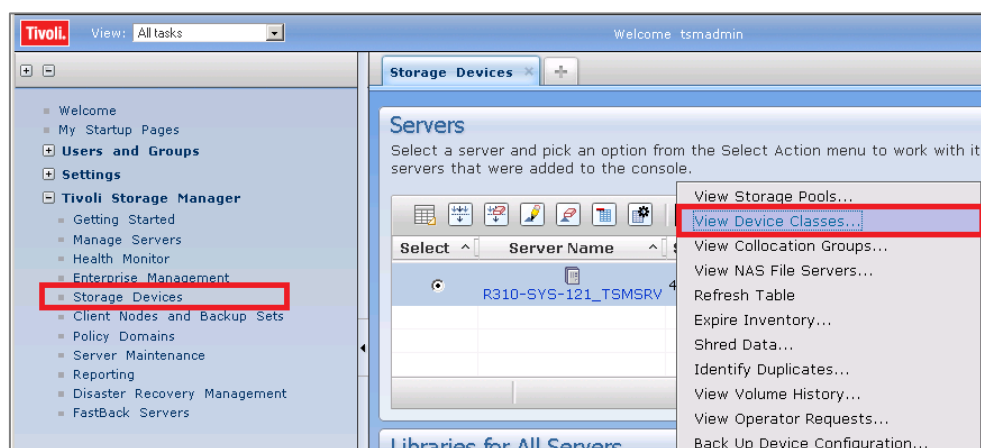 Tivoli. View: All tasks Welcome tsmadmin
Storage Devices
Welcome
My Startup Pages
Users and Groups
Settings
Tivoli Storage Manager
Getting Started
Manage Servers
Health Monitor
Enterprise Management
Storage Devices
Client Nodes and Backup Sets
Policy Domains
Server Maintenance
Reporting
Disaster Recovery Management
FastBack Servers
Servers
Select a server and pick an option from the Select Action menu to work with it
servers that were added to the console.
Select Server Name
R310-SYS-121_TSMSRV 4
View Storage Pools...
View Device Classes...
View Collocation Groups...
View NAS File Servers...
Refresh Table
Expire Inventory...
Shred Data...
Identify Duplicates...
View Volume History...
View Operator Requests...
Back Up Device Configuration...
Libraries for All Servers